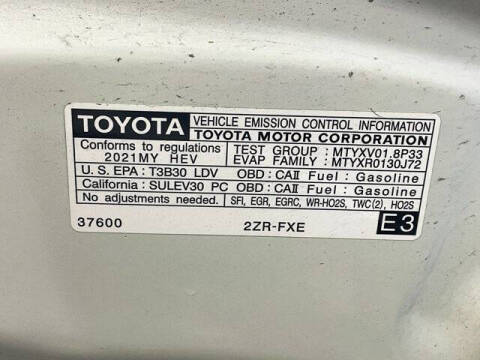 TOYOTA VEHICLE EMISSION CONTROL INFORMATION
TOYOTA MOTOR CORPORATION
Conforms to regulations TEST GROUP : MTYXV01.8P33
2021MY HEV EVAP FAMILY : MTYXR0130J72
U.S. EPA : T3B30 LDV OBD : CAII Fuel : Gasoline
California : SULEV30 PC OBD : CAII Fuel : Gasoline
No adjustments needed. SFI, EGR, EGRC, WR-HO2S, TWC(2), HO2S
37600 2ZR-FXE E3